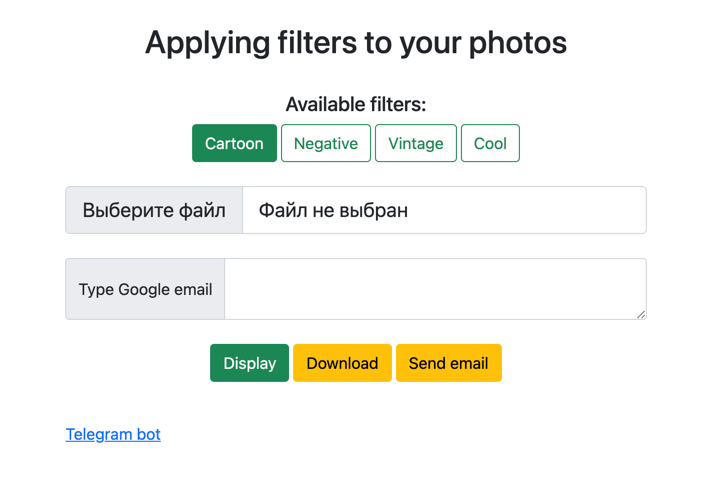 Applying filters to your photos
Available filters:
Cartoon Negative Vintage Cool
Выберите файл Файл не выбран
Type Google email
Display Download Send email
Telegram bot